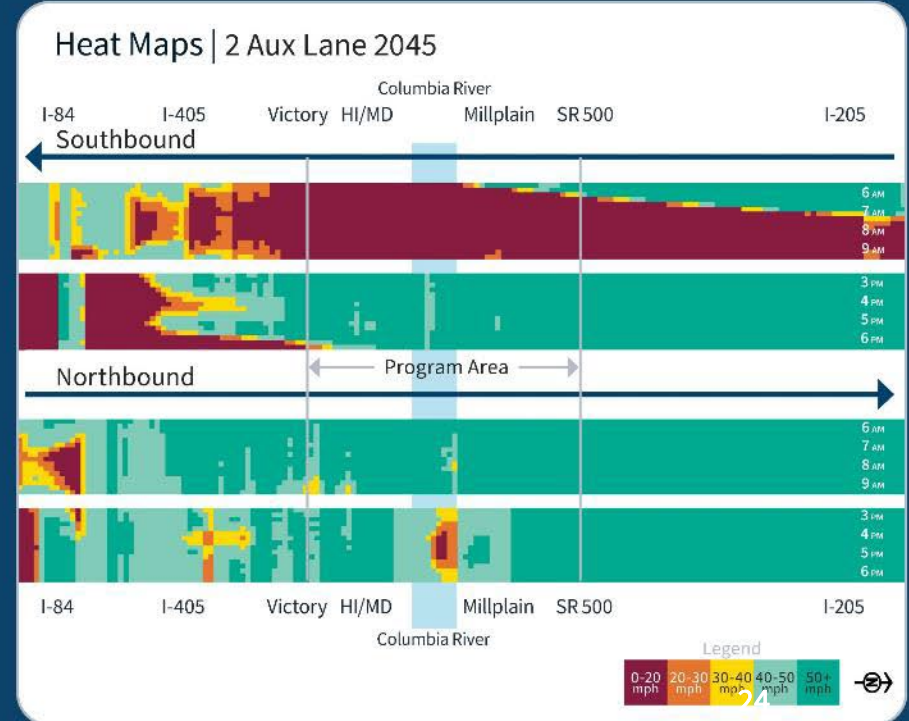 Heat Maps | 2 Aux Lane 2045
Columbia River
I-84 I-405 Victory HI/MD Millplain SR 500 I-205
Southbound
6 AM
7 AM
8 AM
9 AM
3 PM
4 PM
5 PM
6 PM
Program Area
Northbound
6 AM
7 AM
8 AM
9 AM
3 PM
4 PM
5 PM
6 PM
I-84 I-405 Victory HI/MD Millplain SR 500 I-205
Columbia River
Legend
0-20 20-30 30-40 40-50 50+
mph mph mph mph mph
N
24